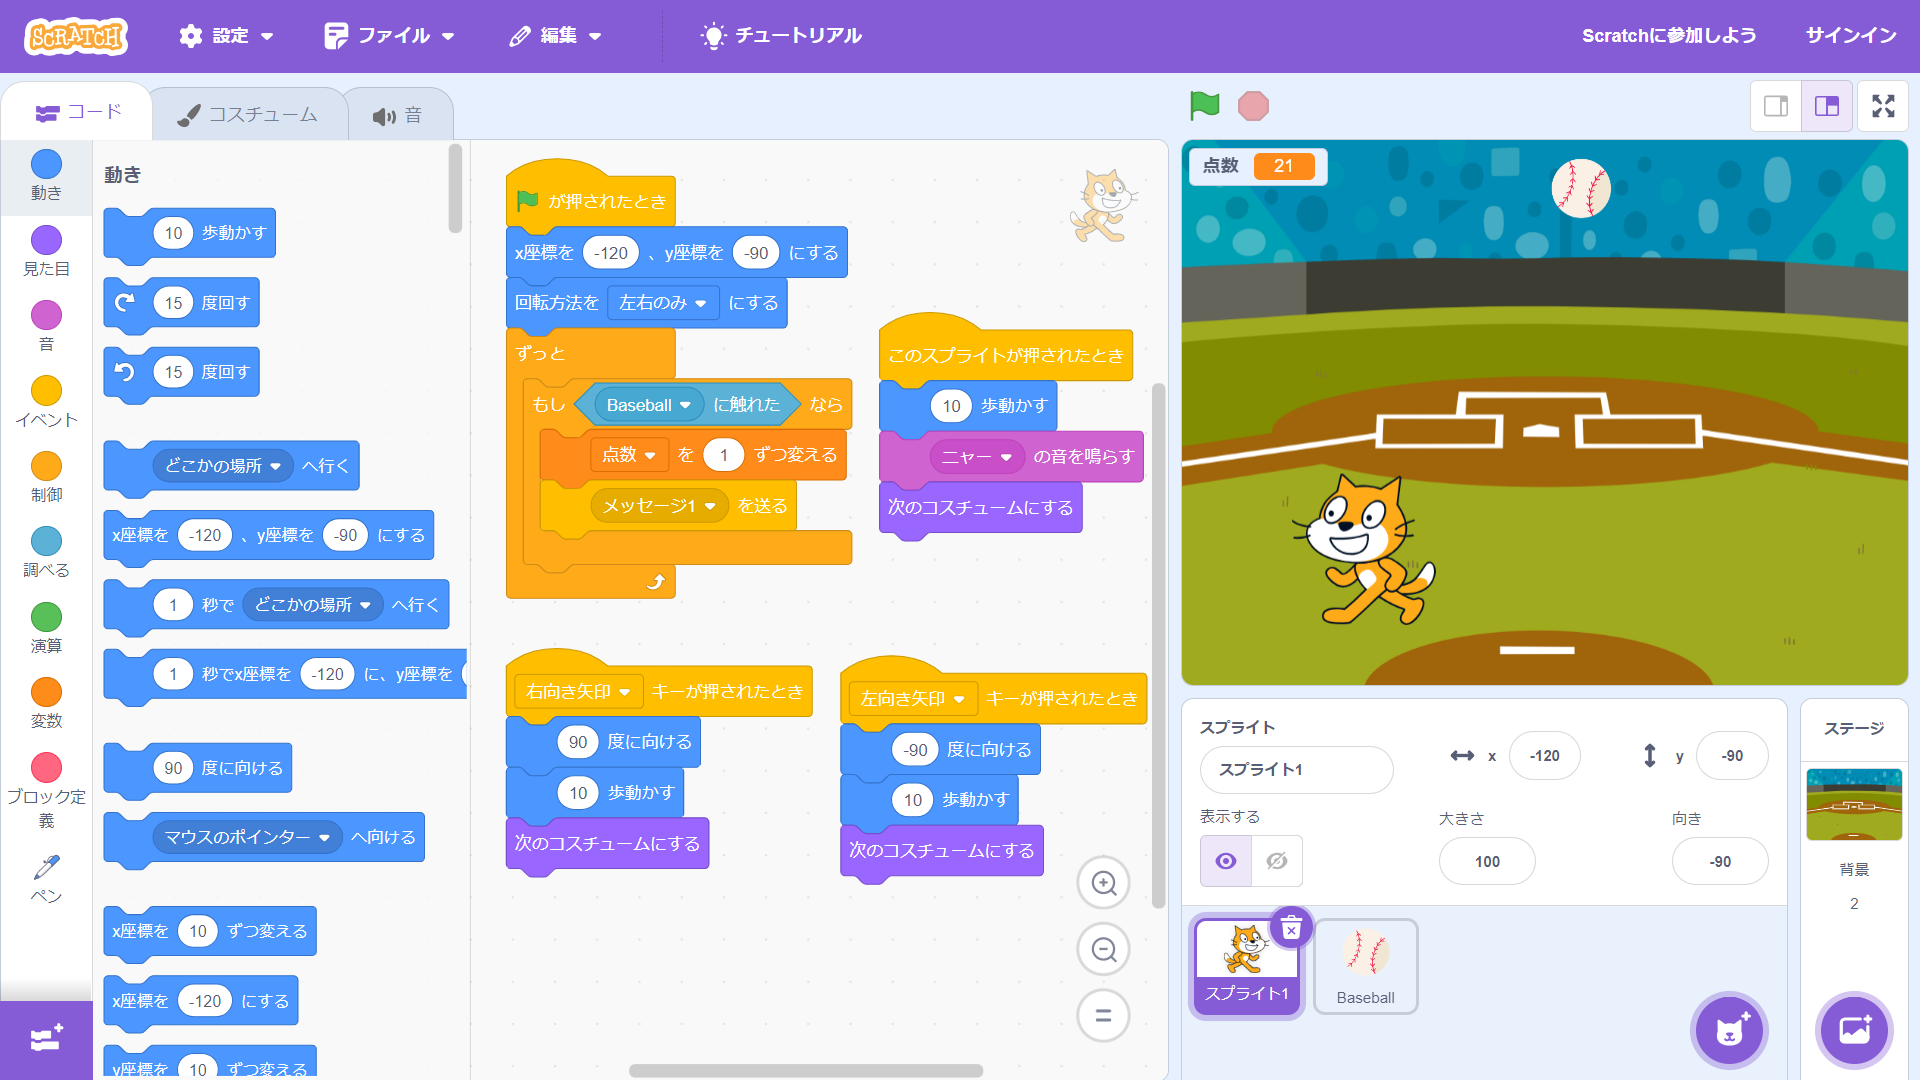 SCRATCH 設定 ファイル 編集 チュートリアル Scratchに参加しよう サインイン
コード コスチューム 音
動き
見た目
音
イベント
制御
調べる
演算
変数
ブロック定
義
ペン
動き
10 歩動かす
15 度回す
15 度回す
どこかの場所 へ行く
x座標を -120 、y座標を -90 にする
1 秒で どこかの場所 へ行く
1 秒でx座標を -120 に、y座標を
90 度に向ける
マウスのポインター へ向ける
x座標を 10 ずつ変える
x座標を -120 にする
y座標を 10 ずつ変える
が押されたとき
x座標を -120 、y座標を -90 にする
回転方法を 左右のみ にする
ずっと
もし Baseball に触れた なら
点数 を 1 ずつ変える
メッセージ1 を送る
このスプライトが押されたとき
10 歩動かす
ニャー の音を鳴らす
次のコスチュームにする
右向き矢印 キーが押されたとき
90 度に向ける
10 歩動かす
次のコスチュームにする
左向き矢印 キーが押されたとき
-90 度に向ける
10 歩動かす
次のコスチュームにする
点数 21
スプライト
スプライト1 x -120 y -90
表示する 大きさ 向き
100 -90
スプライト1 Baseball
ステージ
背景
2